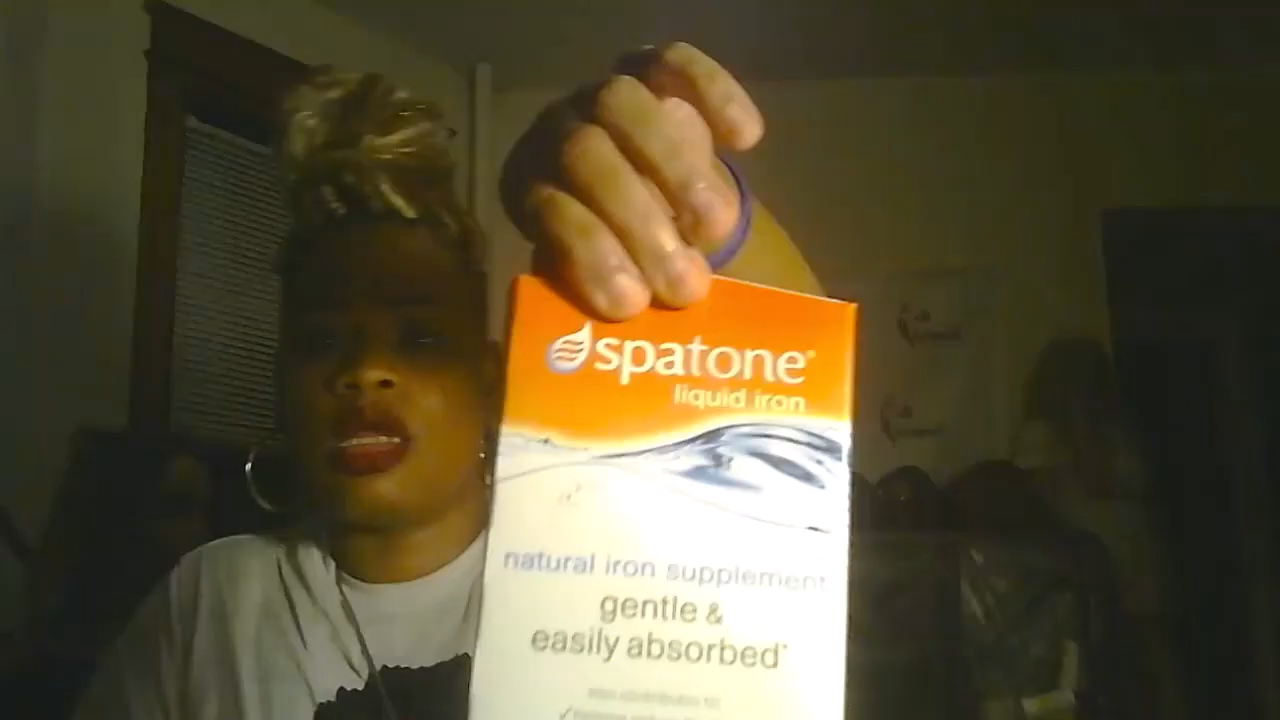 spatone®
liquid iron
natural iron supplement
gentle &
easily absorbed*